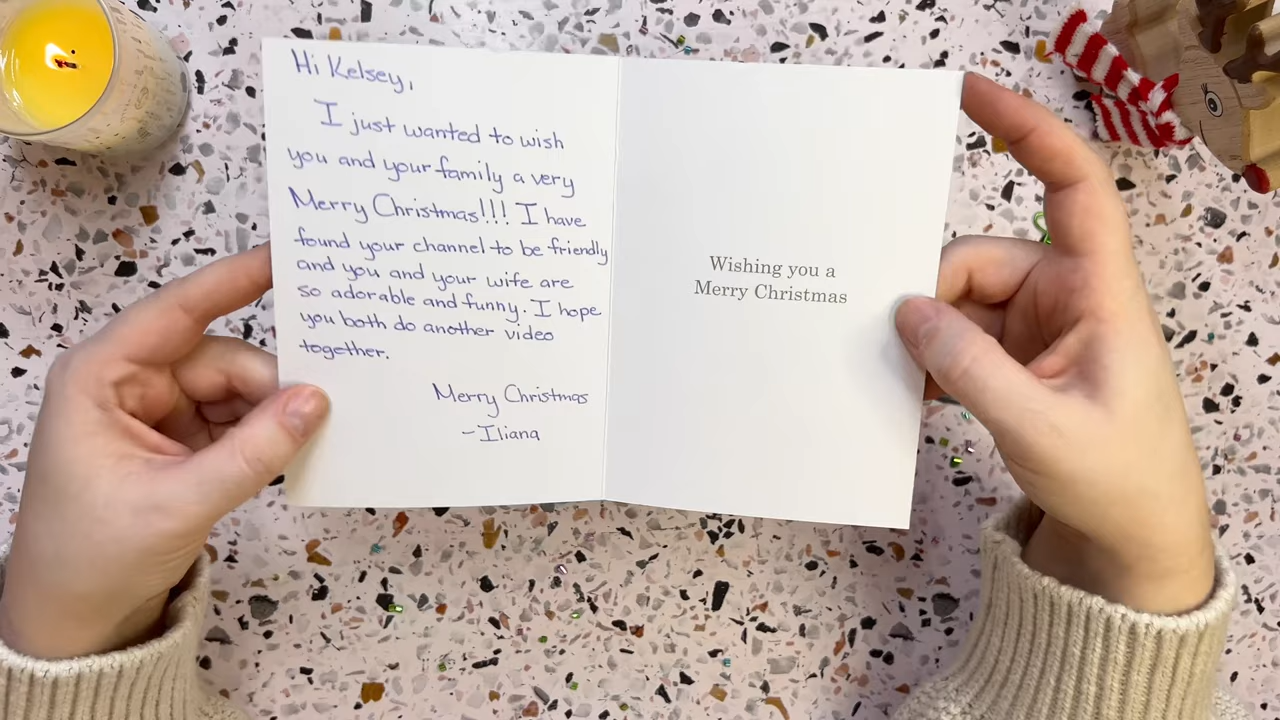 Hi Kelsey,
I just wanted to wish
you and your family a very
Merry Christmas!!! I have
found your channel to be friendly
and you and your wife are
so adorable and funny. I hope
you both do another video
together.
Merry Christmas
-Iliana
Wishing you a
Merry Christmas